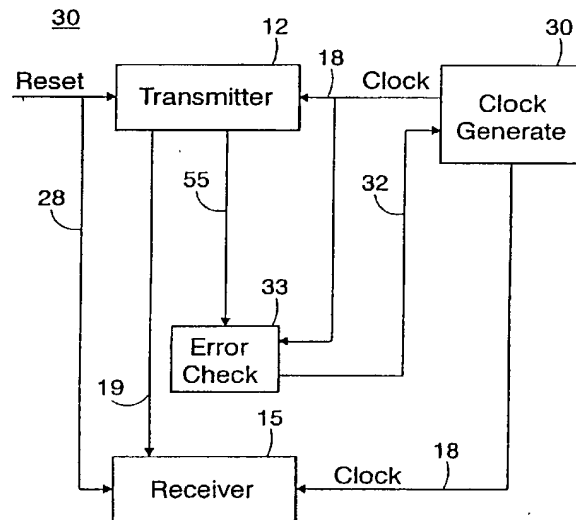 30
12
30
Reset
18
Clock
Transmitter
Clock
Generate
28
55
32
33
Error
Check
19
15
18
Clock
Receiver